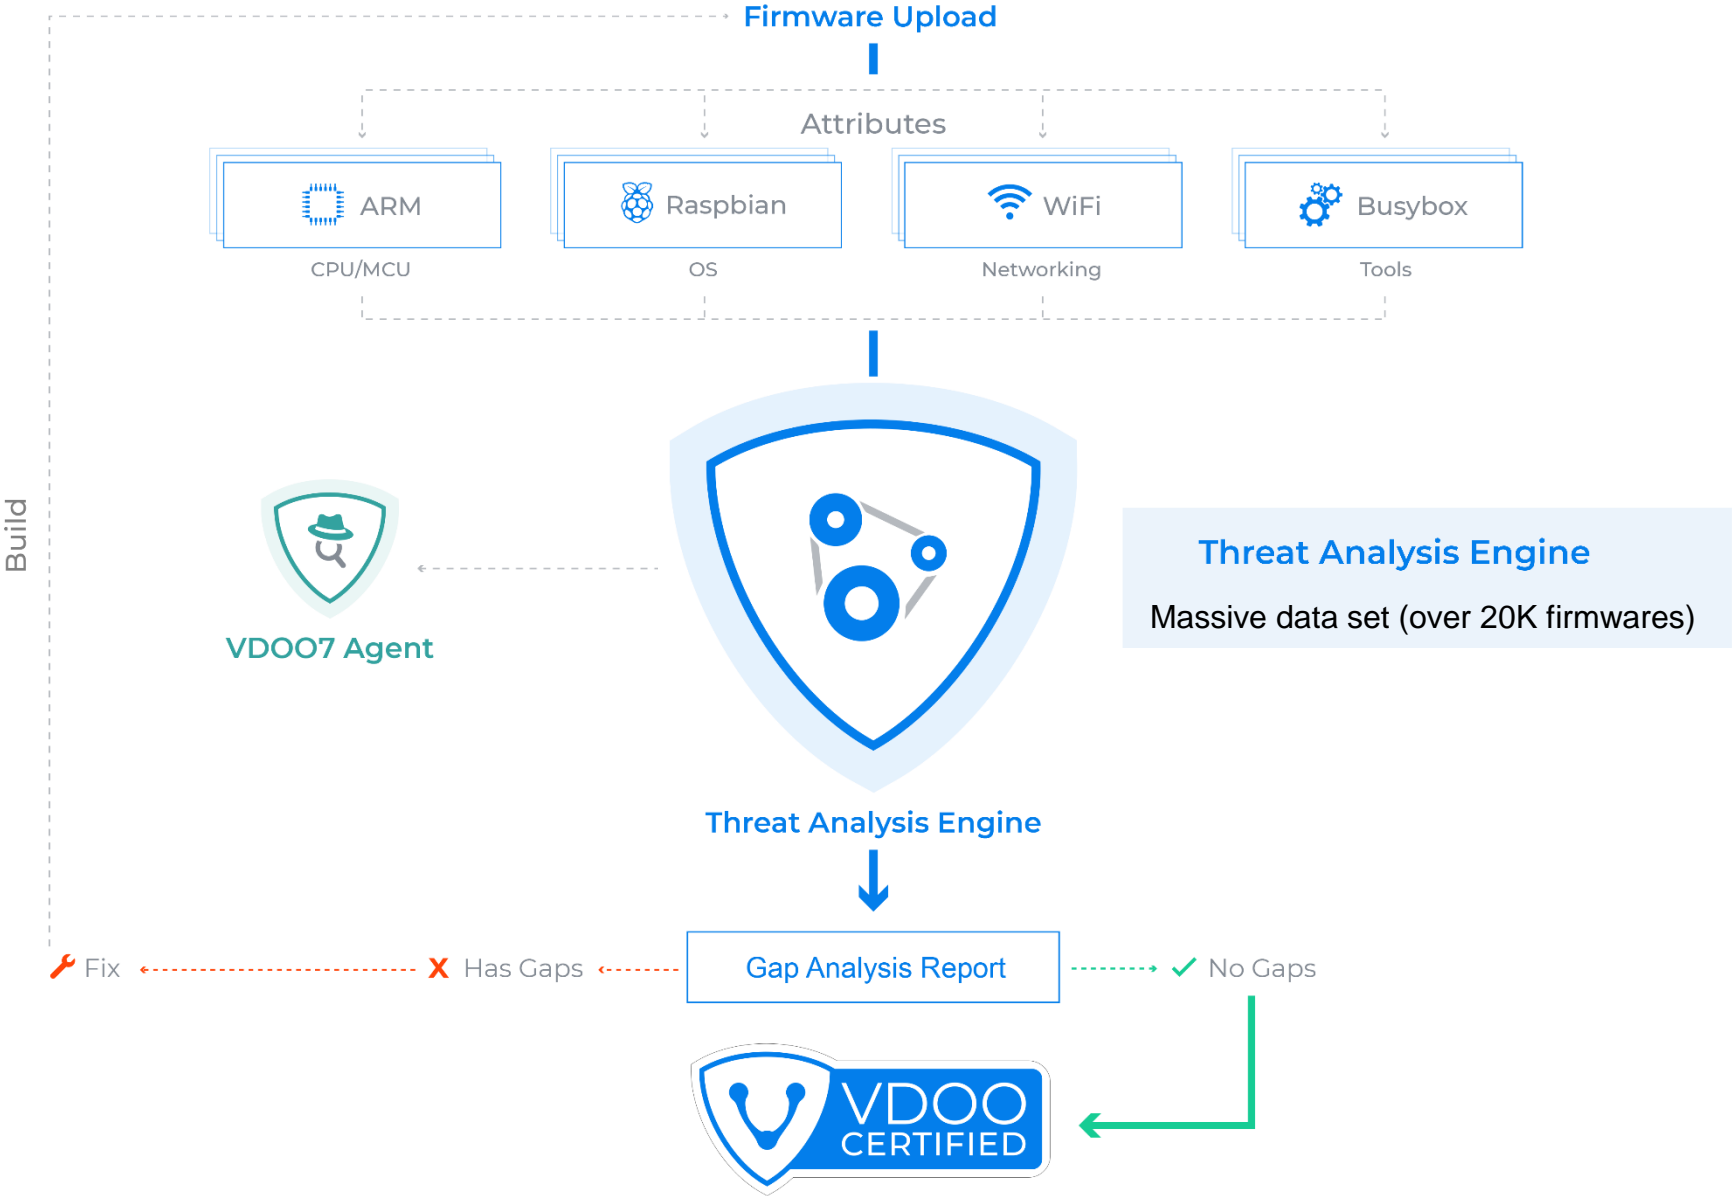 Firmware Upload
Attributes
ARM
Raspbian
WiFi
Busybox
CPU/MCU
OS
Networking
Tools
Build
Threat Analysis Engine
Massive data set (over 20K firmwares)
VDOO7 Agent
Threat Analysis Engine
Fix
X Has Gaps
Gap Analysis Report
No Gaps
VDOO
CERTIFIED